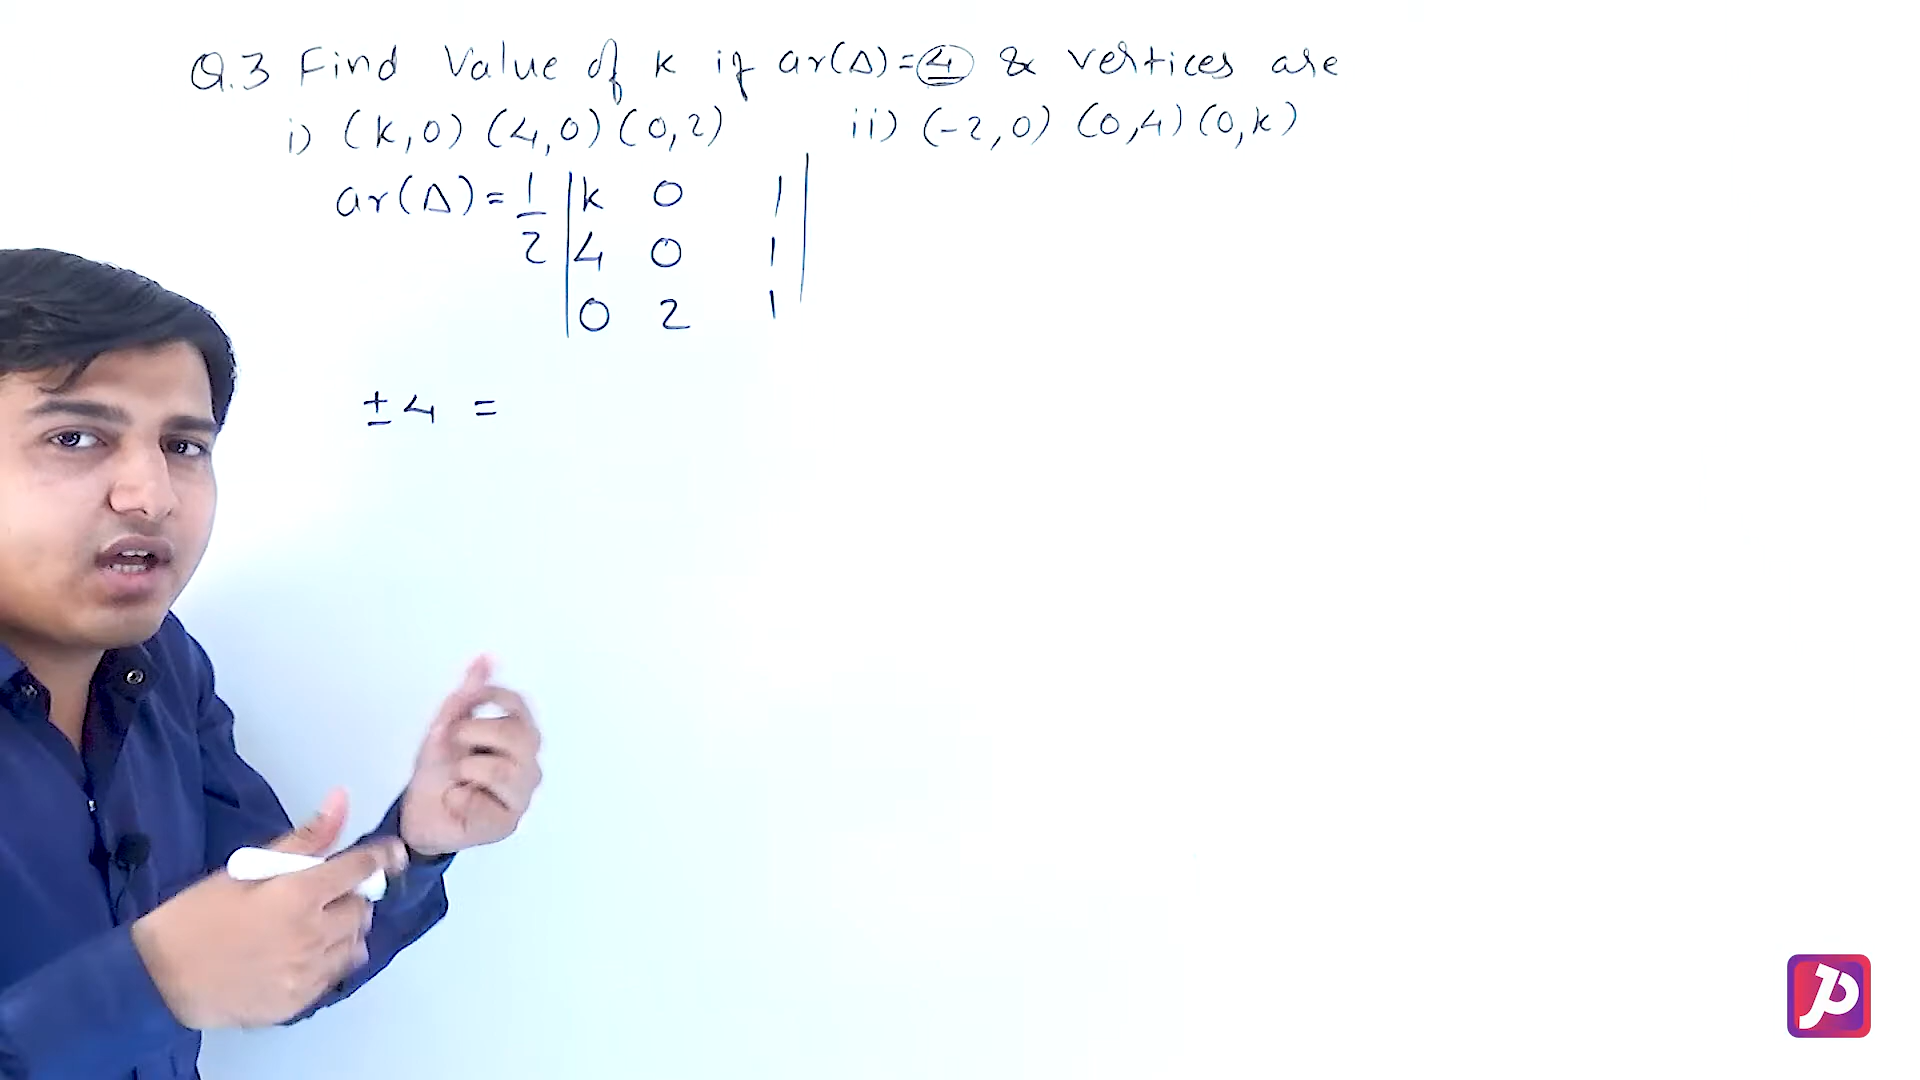 Q.3 Find Value of k if ar(Δ)=4 & vertices are
i) (k,0) (4,0) (0,2) ii) (-2,0) (0,4) (0,k)
ar(Δ) = 1/2 | k 0 1 |
4 0 1
0 2 1
± 4 =